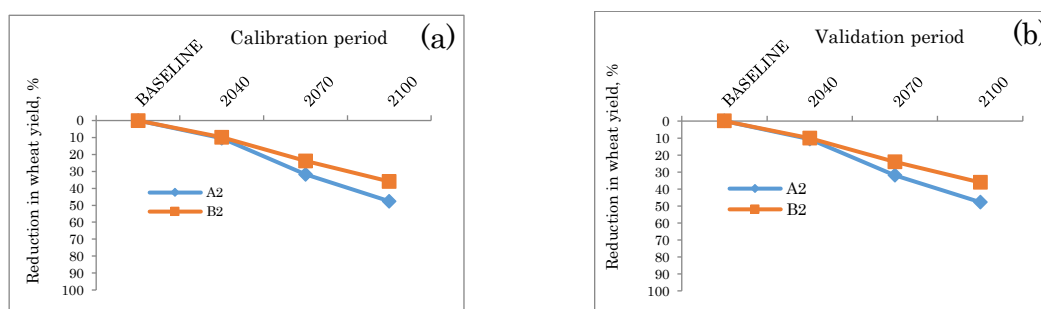 Calibration period
(a)
Reduction in wheat yield, %
BASELINE
2040
2070
2100
0
10
20
30
40
50
60
70
80
90
100
A2
B2
Validation period
(b)
Reduction in wheat yield, %
BASELINE
2040
2070
2100
0
10
20
30
40
50
60
70
80
90
100
A2
B2